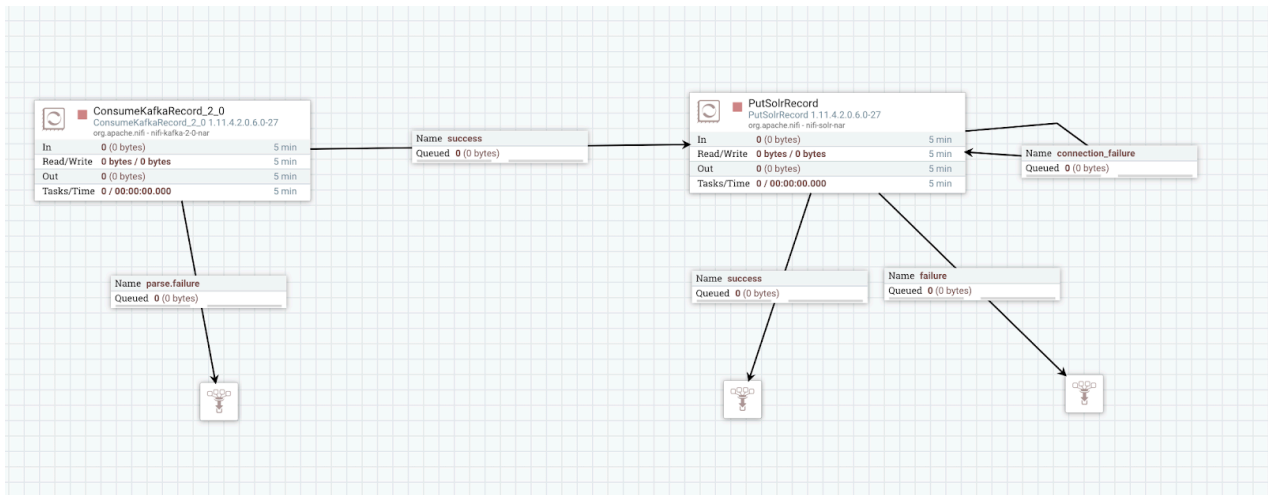 ConsumeKafkaRecord_2_0
ConsumeKafkaRecord_2_0 1.11.4.2.0.6.0-27
org.apache.nifi - nifi-kafka-2-0-nar
In 0 (0 bytes) 5 min
Read/Write 0 bytes / 0 bytes 5 min
Out 0 (0 bytes) 5 min
Tasks/Time 0 / 00:00:00.000 5 min
Name success
Queued 0 (0 bytes)
PutSolrRecord
PutSolrRecord 1.11.4.2.0.6.0-27
org.apache.nifi - nifi-solr-nar
In 0 (0 bytes) 5 min
Read/Write 0 bytes / 0 bytes 5 min
Out 0 (0 bytes) 5 min
Tasks/Time 0 / 00:00:00.000 5 min
Name connection_failure
Queued 0 (0 bytes)
Name parse.failure
Queued 0 (0 bytes)
Name success
Queued 0 (0 bytes)
Name failure
Queued 0 (0 bytes)